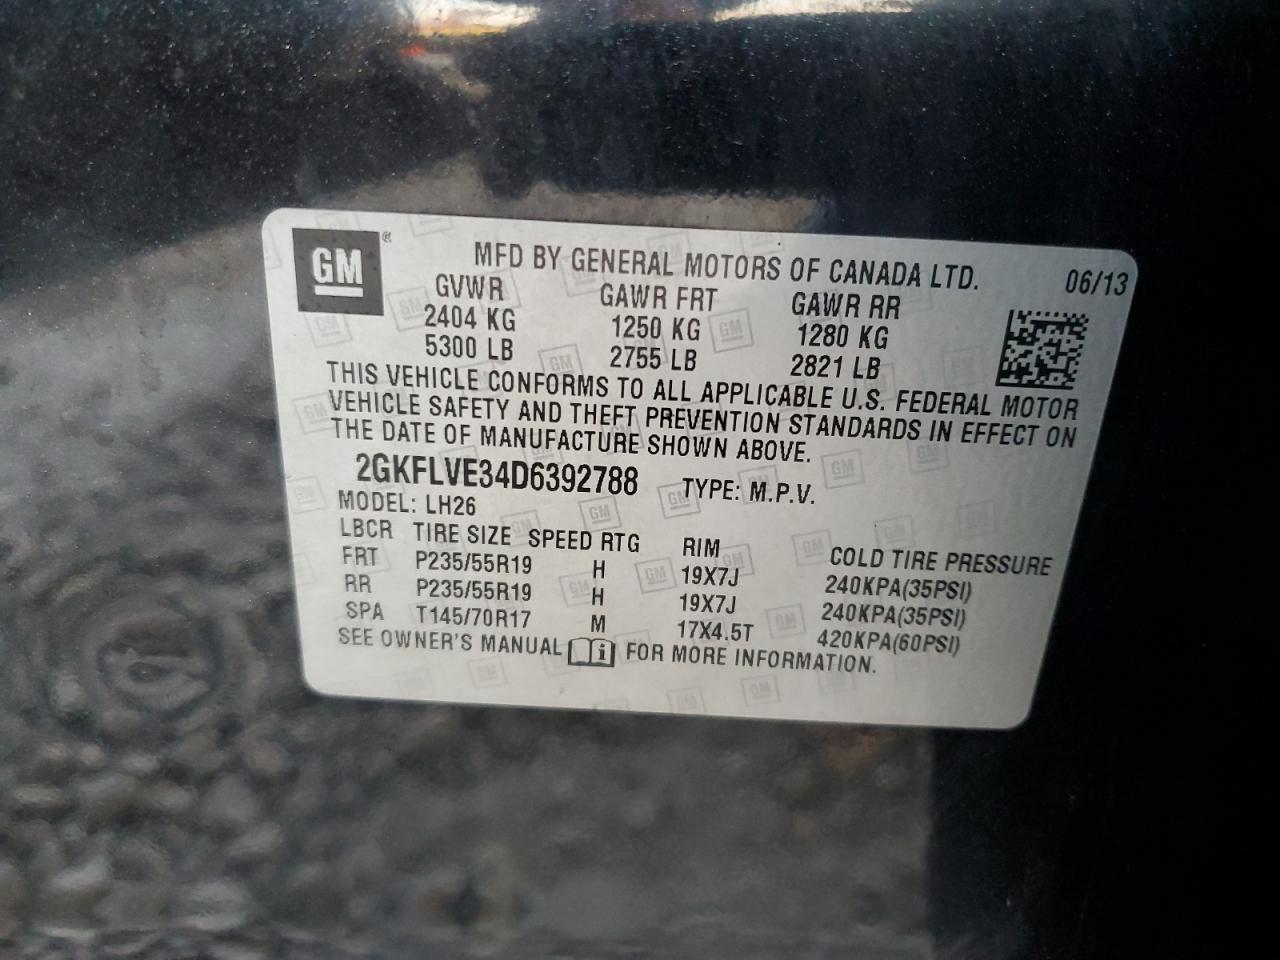 GM®
MFD BY GENERAL MOTORS OF CANADA LTD. 06/13
GVWR GAWR FRT GAWR RR
2404 KG 1250 KG 1280 KG
5300 LB 2755 LB 2821 LB
THIS VEHICLE CONFORMS TO ALL APPLICABLE U.S. FEDERAL MOTOR
VEHICLE SAFETY AND THEFT PREVENTION STANDARDS IN EFFECT ON
THE DATE OF MANUFACTURE SHOWN ABOVE.
2GKFLVE34D6392788 TYPE: M.P.V.
MODEL: LH26
LBCR TIRE SIZE SPEED RTG RIM COLD TIRE PRESSURE
FRT P235/55R19 H 19X7J 240KPA(35PSI)
RR P235/55R19 H 19X7J 240KPA(35PSI)
SPA T145/70R17 M 17X4.5T 420KPA(60PSI)
SEE OWNER'S MANUAL i FOR MORE INFORMATION.